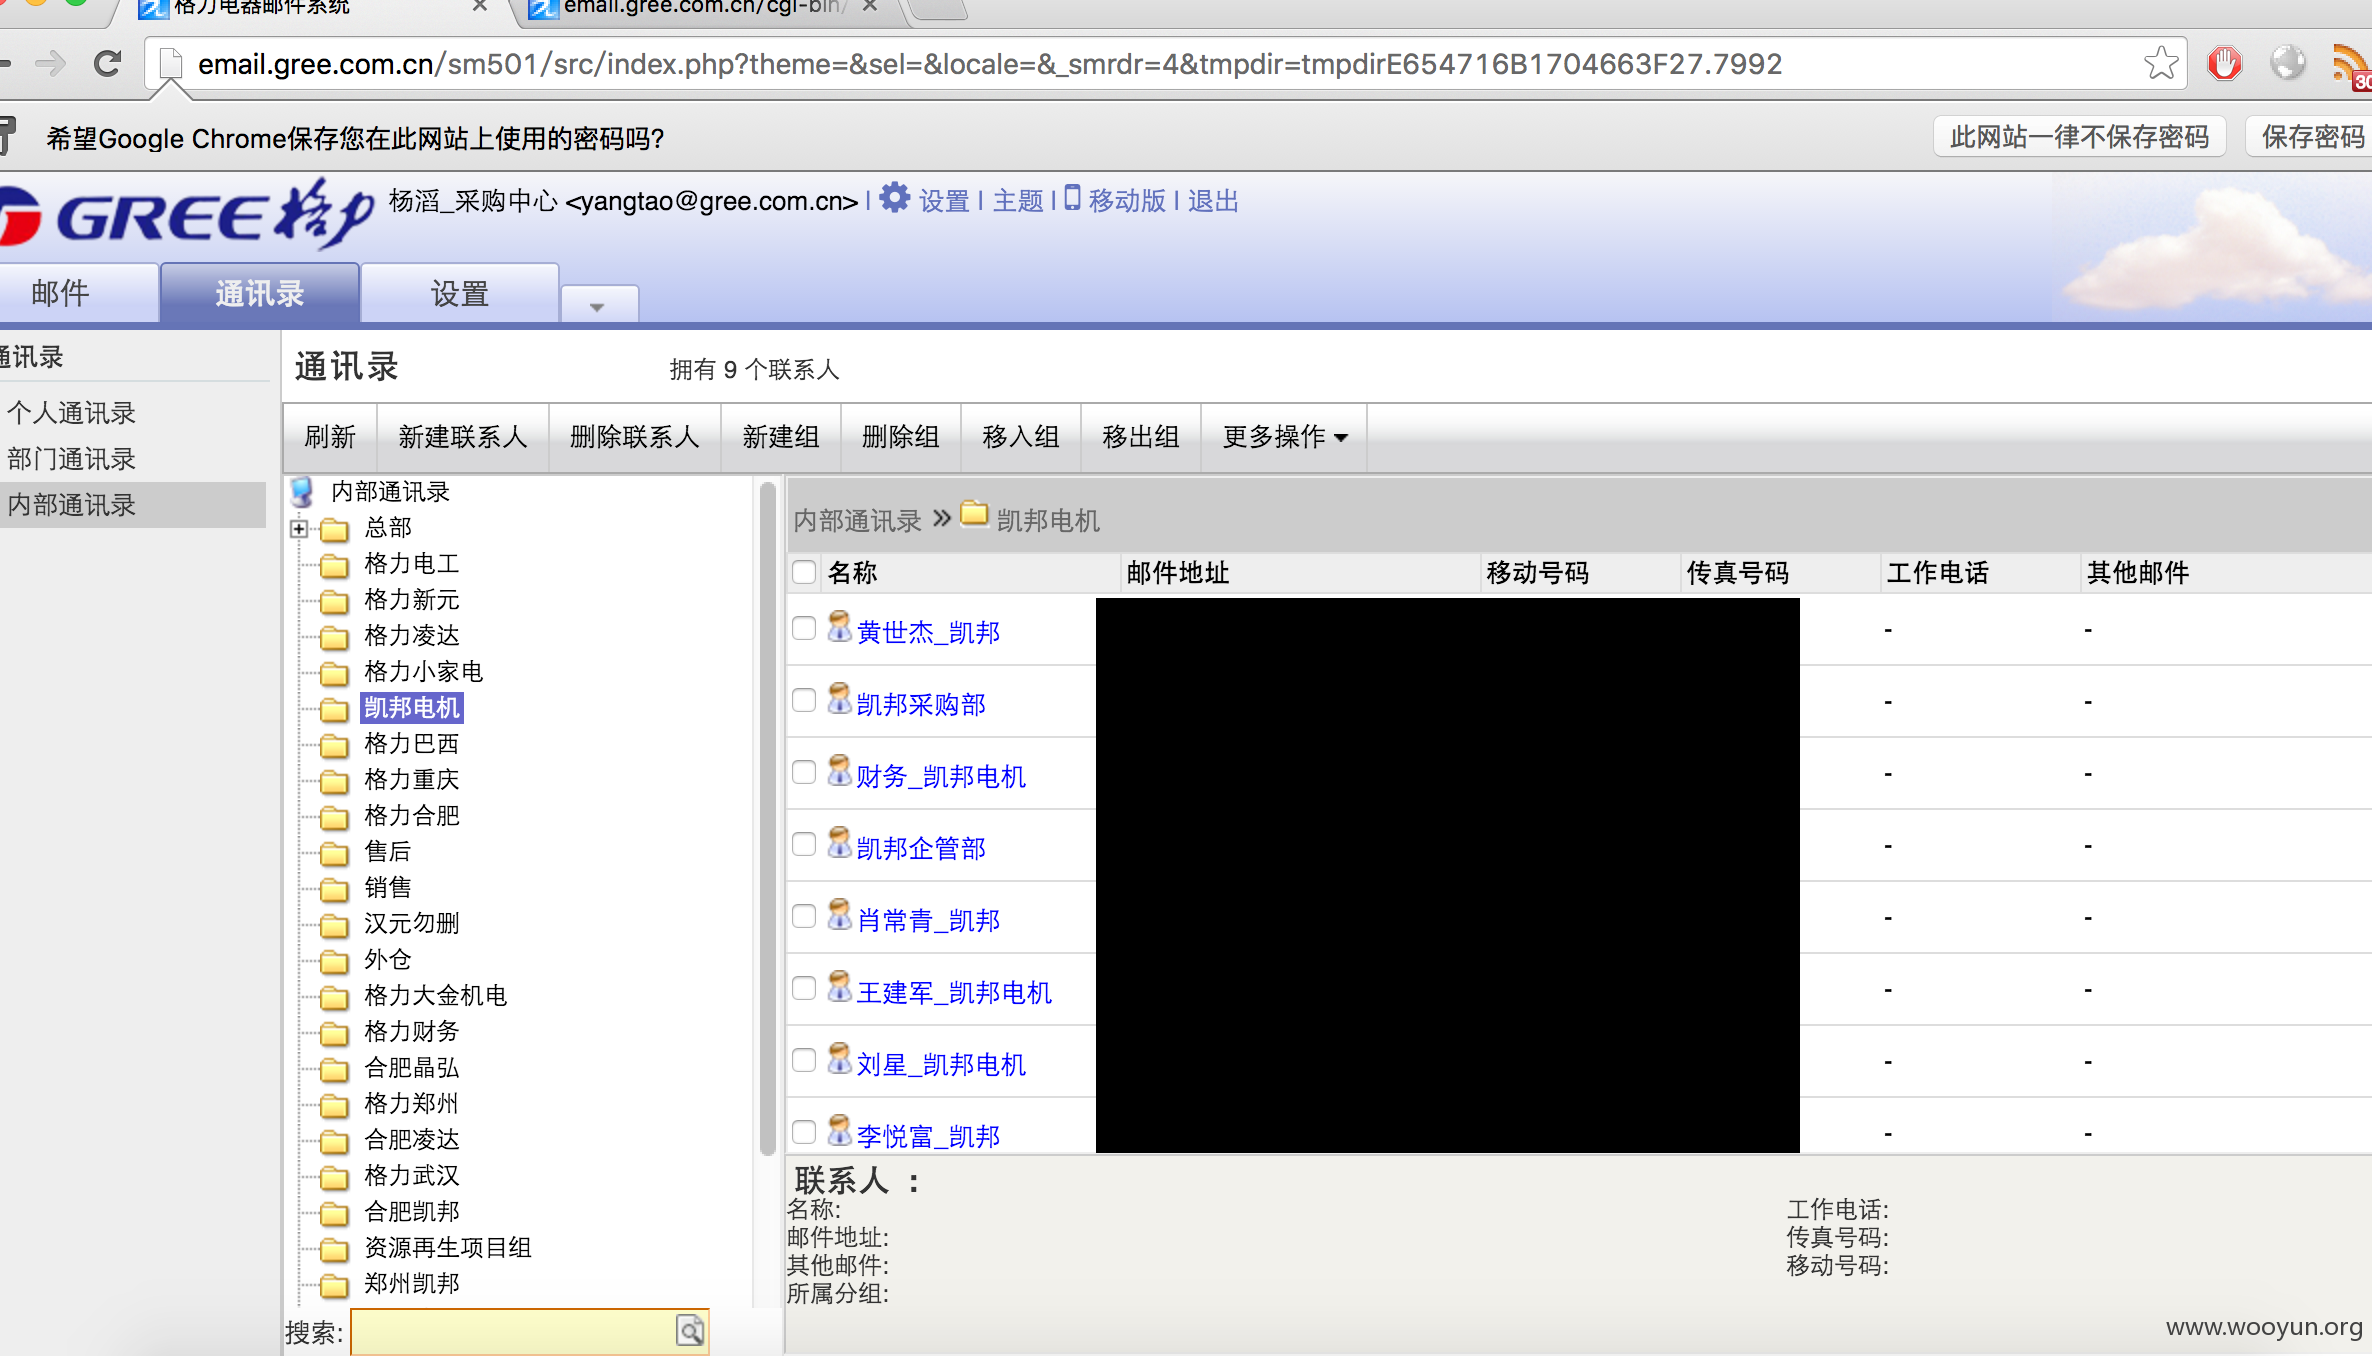 格力电器邮件系统
email.gree.com.cn/cgi-bin/
email.gree.com.cn/sm501/src/index.php?theme=&sel=&locale=&_smrdr=4&tmpdir=tmpdirE654716B1704663F27.7992
30
希望Google Chrome保存您在此网站上使用的密码吗?
此网站一律不保存密码
保存密码
GREE格力
杨滔_采购中心 <yangtao@gree.com.cn> | 设置 | 主题 | 移动版 | 退出
邮件
通讯录
设置
通讯录
个人通讯录
部门通讯录
内部通讯录
通讯录
拥有 9 个联系人
刷新 新建联系人 删除联系人 新建组 删除组 移入组 移出组 更多操作
内部通讯录
总部
格力电工
格力新元
格力凌达
格力小家电
凯邦电机
格力巴西
格力重庆
格力合肥
售后
销售
汉元勿删
外仓
格力大金机电
格力财务
合肥晶弘
格力郑州
合肥凌达
格力武汉
合肥凯邦
资源再生项目组
郑州凯邦
搜索:
内部通讯录 » 凯邦电机
名称 邮件地址 移动号码 传真号码 工作电话 其他邮件
黄世杰_凯邦 - -
凯邦采购部 - -
财务_凯邦电机 - -
凯邦企管部 - -
肖常青_凯邦 - -
王建军_凯邦电机 - -
刘星_凯邦电机 - -
李悦富_凯邦 - -
联系人 :
名称:
邮件地址:
其他邮件:
所属分组:
工作电话:
传真号码:
移动号码:
www.wooyun.org